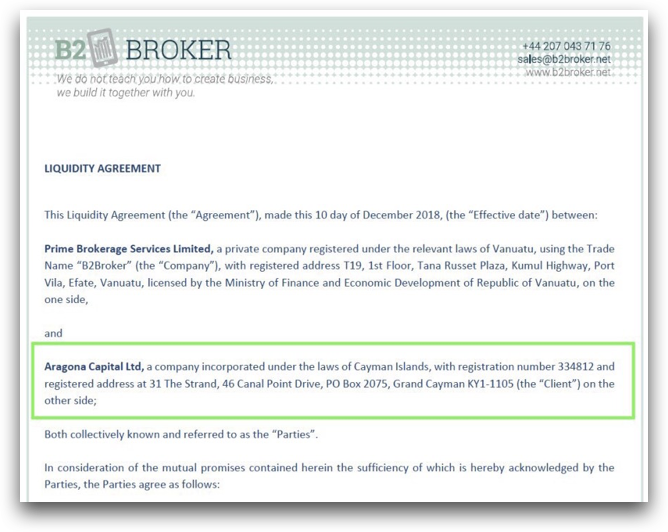 B2 BROKER
+44 207 043 71 76
sales@b2broker.net
www.b2broker.net
We do not teach you how to create business,
we build it together with you.
LIQUIDITY AGREEMENT
This Liquidity Agreement (the “Agreement”), made this 10 day of December 2018, (the “Effective date”) between:
Prime Brokerage Services Limited, a private company registered under the relevant laws of Vanuatu, using the Trade
Name “B2Broker” (the “Company”), with registered address T19, 1st Floor, Tana Russet Plaza, Kumul Highway, Port
Vila, Efate, Vanuatu, licensed by the Ministry of Finance and Economic Development of Republic of Vanuatu, on the
one side,
and
Aragona Capital Ltd, a company incorporated under the laws of Cayman Islands, with registration number 334812 and
registered address at 31 The Strand, 46 Canal Point Drive, PO Box 2075, Grand Cayman KY1-1105 (the “Client”) on the
other side;
Both collectively known and referred to as the “Parties”.
In consideration of the mutual promises contained herein the sufficiency of which is hereby acknowledged by the
Parties, the Parties agree as follows: